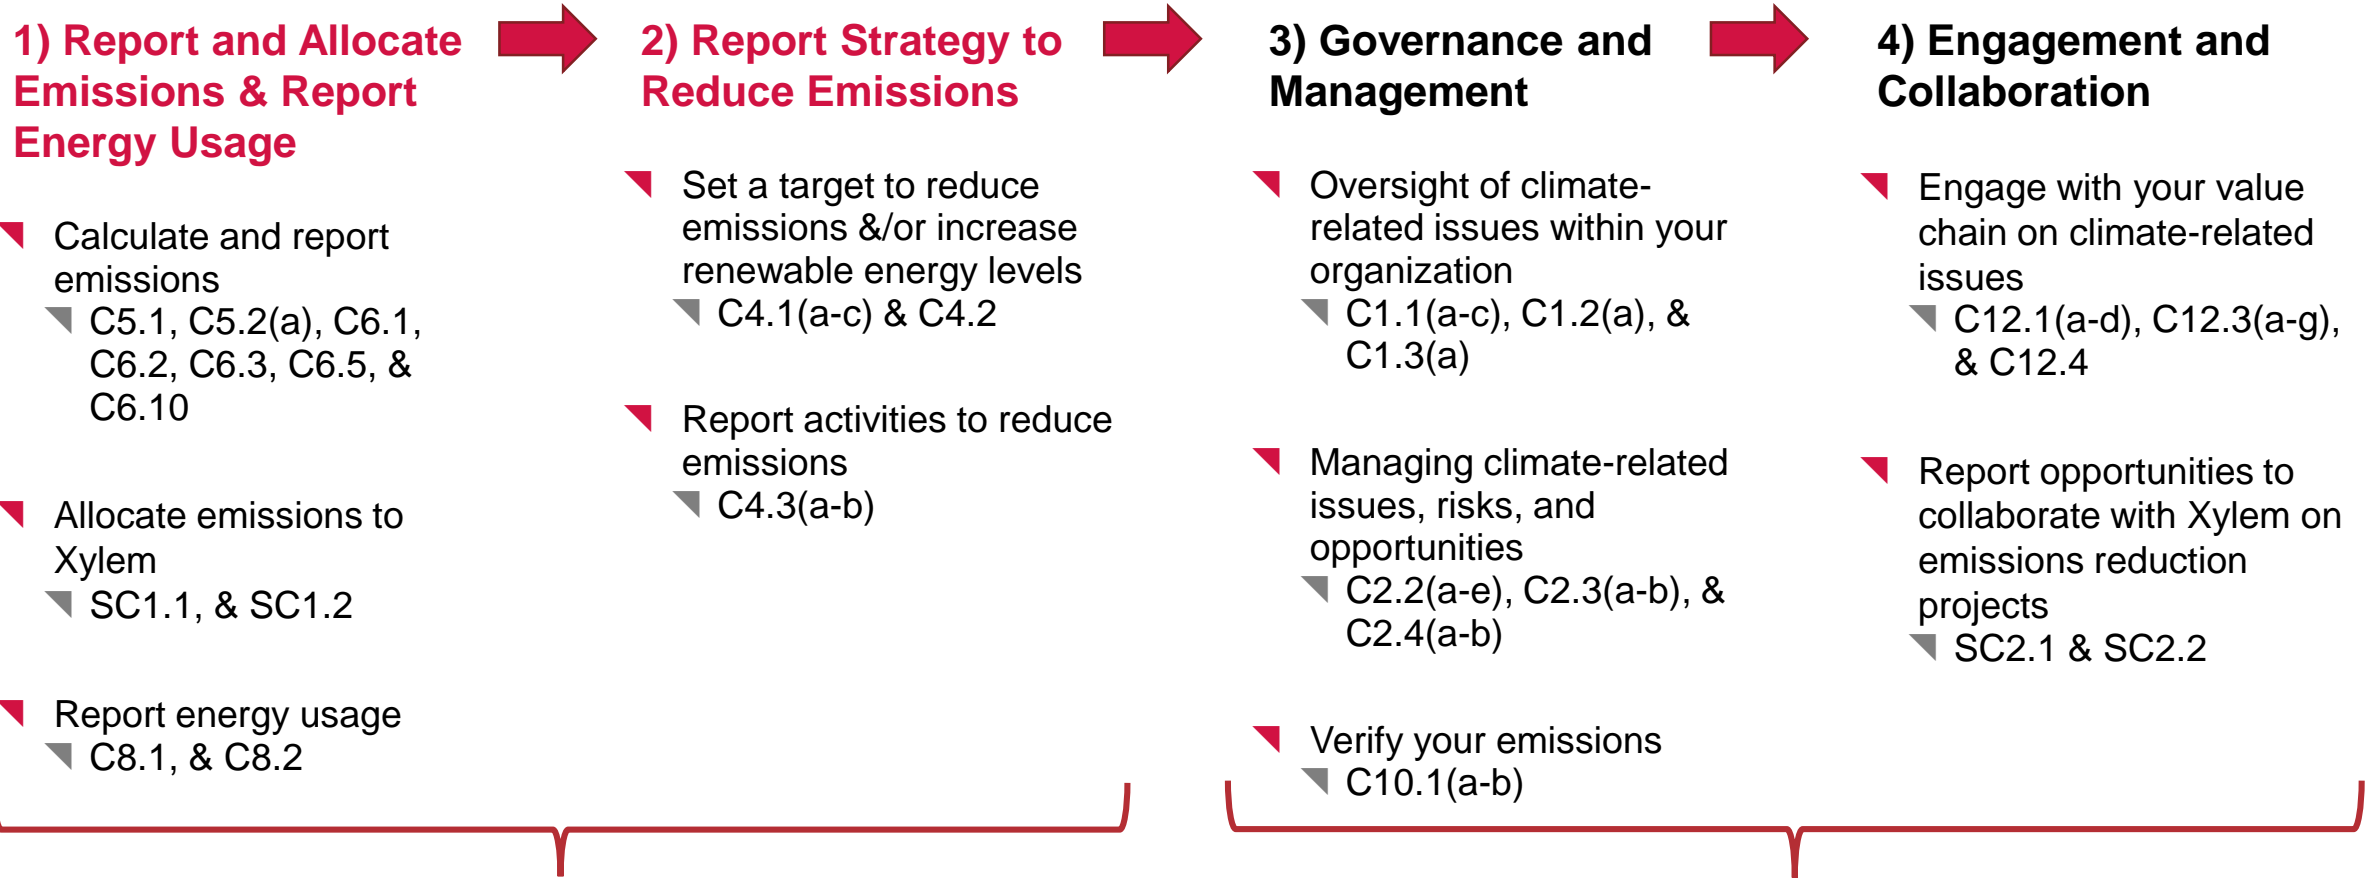 1) Report and Allocate
Emissions & Report
Energy Usage
Calculate and report
emissions
C5.1, C5.2(a), C6.1,
C6.2, C6.3, C6.5, &
C6.10
Allocate emissions to
Xylem
SC1.1, & SC1.2
Report energy usage
C8.1, & C8.2
2) Report Strategy to
Reduce Emissions
Set a target to reduce
emissions &/or increase
renewable energy levels
C4.1(a-c) & C4.2
Report activities to reduce
emissions
C4.3(a-b)
3) Governance and
Management
Oversight of climate-
related issues within your
organization
C1.1(a-c), C1.2(a), &
C1.3(a)
Managing climate-related
issues, risks, and
opportunities
C2.2(a-e), C2.3(a-b), &
C2.4(a-b)
Verify your emissions
C10.1(a-b)
4) Engagement and
Collaboration
Engage with your value
chain on climate-related
issues
C12.1(a-d), C12.3(a-g),
& C12.4
Report opportunities to
collaborate with Xylem on
emissions reduction
projects
SC2.1 & SC2.2